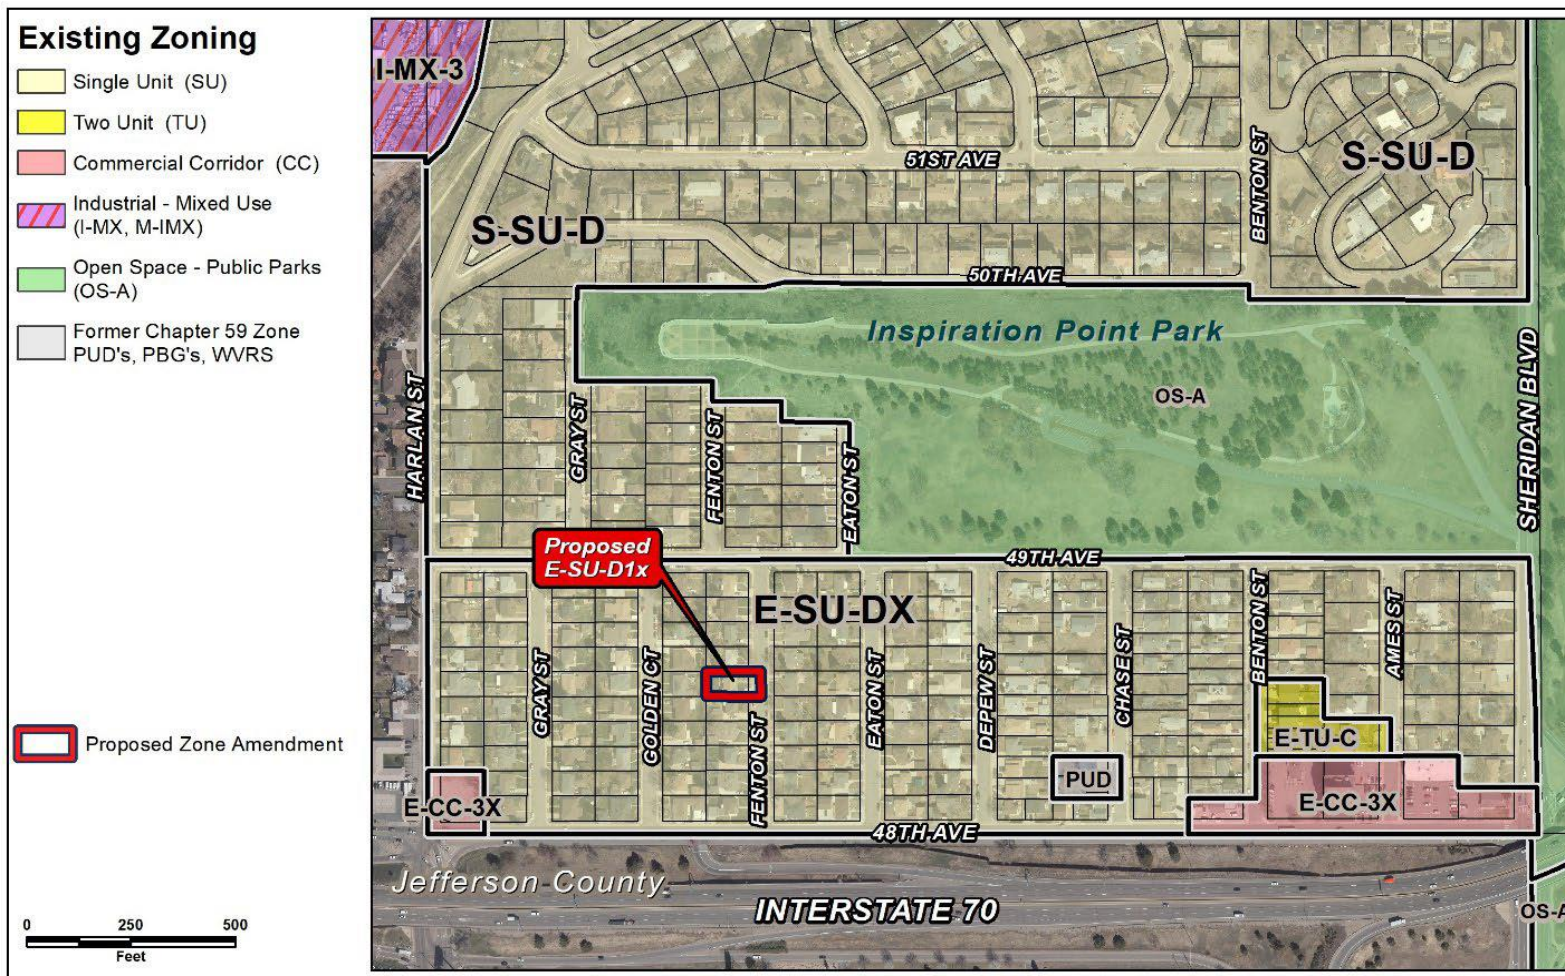 Existing Zoning
Single Unit (SU)
Two Unit (TU)
Commercial Corridor (CC)
Industrial - Mixed Use
(I-MX, M-IMX)
Open Space - Public Parks
(OS-A)
Former Chapter 59 Zone
PUD's, PBG's, WVRS
Proposed Zone Amendment
0 250 500
Feet
I-MX-3
51ST AVE
S-SU-D
BENTON ST
S-SU-D
50TH AVE
Inspiration Point Park
OS-A
HARLAN ST
GRAY ST
FENTON ST
EATON ST
SHERIDAN BLVD
Proposed
E-SU-D1x
49TH AVE
E-SU-DX
GRAY ST
GOLDEN CT
FENTON ST
EATON ST
DEPEW ST
CHASE ST
BENTON ST
AMES ST
E-TU-C
PUD
E-CC-3X
E-CC-3X
48TH AVE
Jefferson County
INTERSTATE 70
OS-A